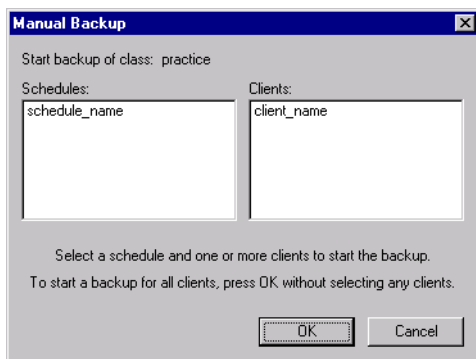 Manual Backup
Start backup of class: practice
Schedules: Clients:
schedule_name client_name
Select a schedule and one or more clients to start the backup.
To start a backup for all clients, press OK without selecting any clients.
OK Cancel